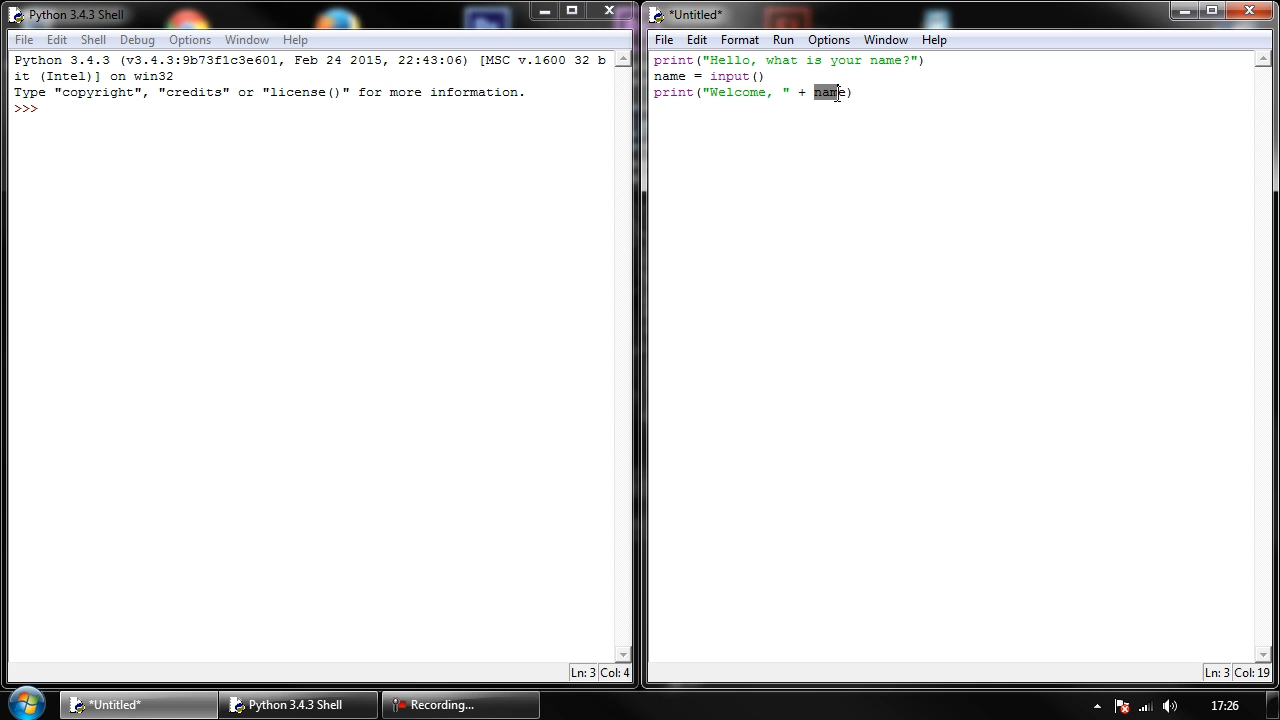 Python 3.4.3 Shell
File Edit Shell Debug Options Window Help
Python 3.4.3 (v3.4.3:9b73f1c3e601, Feb 24 2015, 22:43:06) [MSC v.1600 32 b
it (Intel)] on win32
Type "copyright", "credits" or "license()" for more information.
>>>
Ln: 3 Col: 4
*Untitled*
File Edit Format Run Options Window Help
print("Hello, what is your name?")
name = input()
print("Welcome, " + name)
Ln: 3 Col: 19
*Untitled* Python 3.4.3 Shell Recording... 17:26